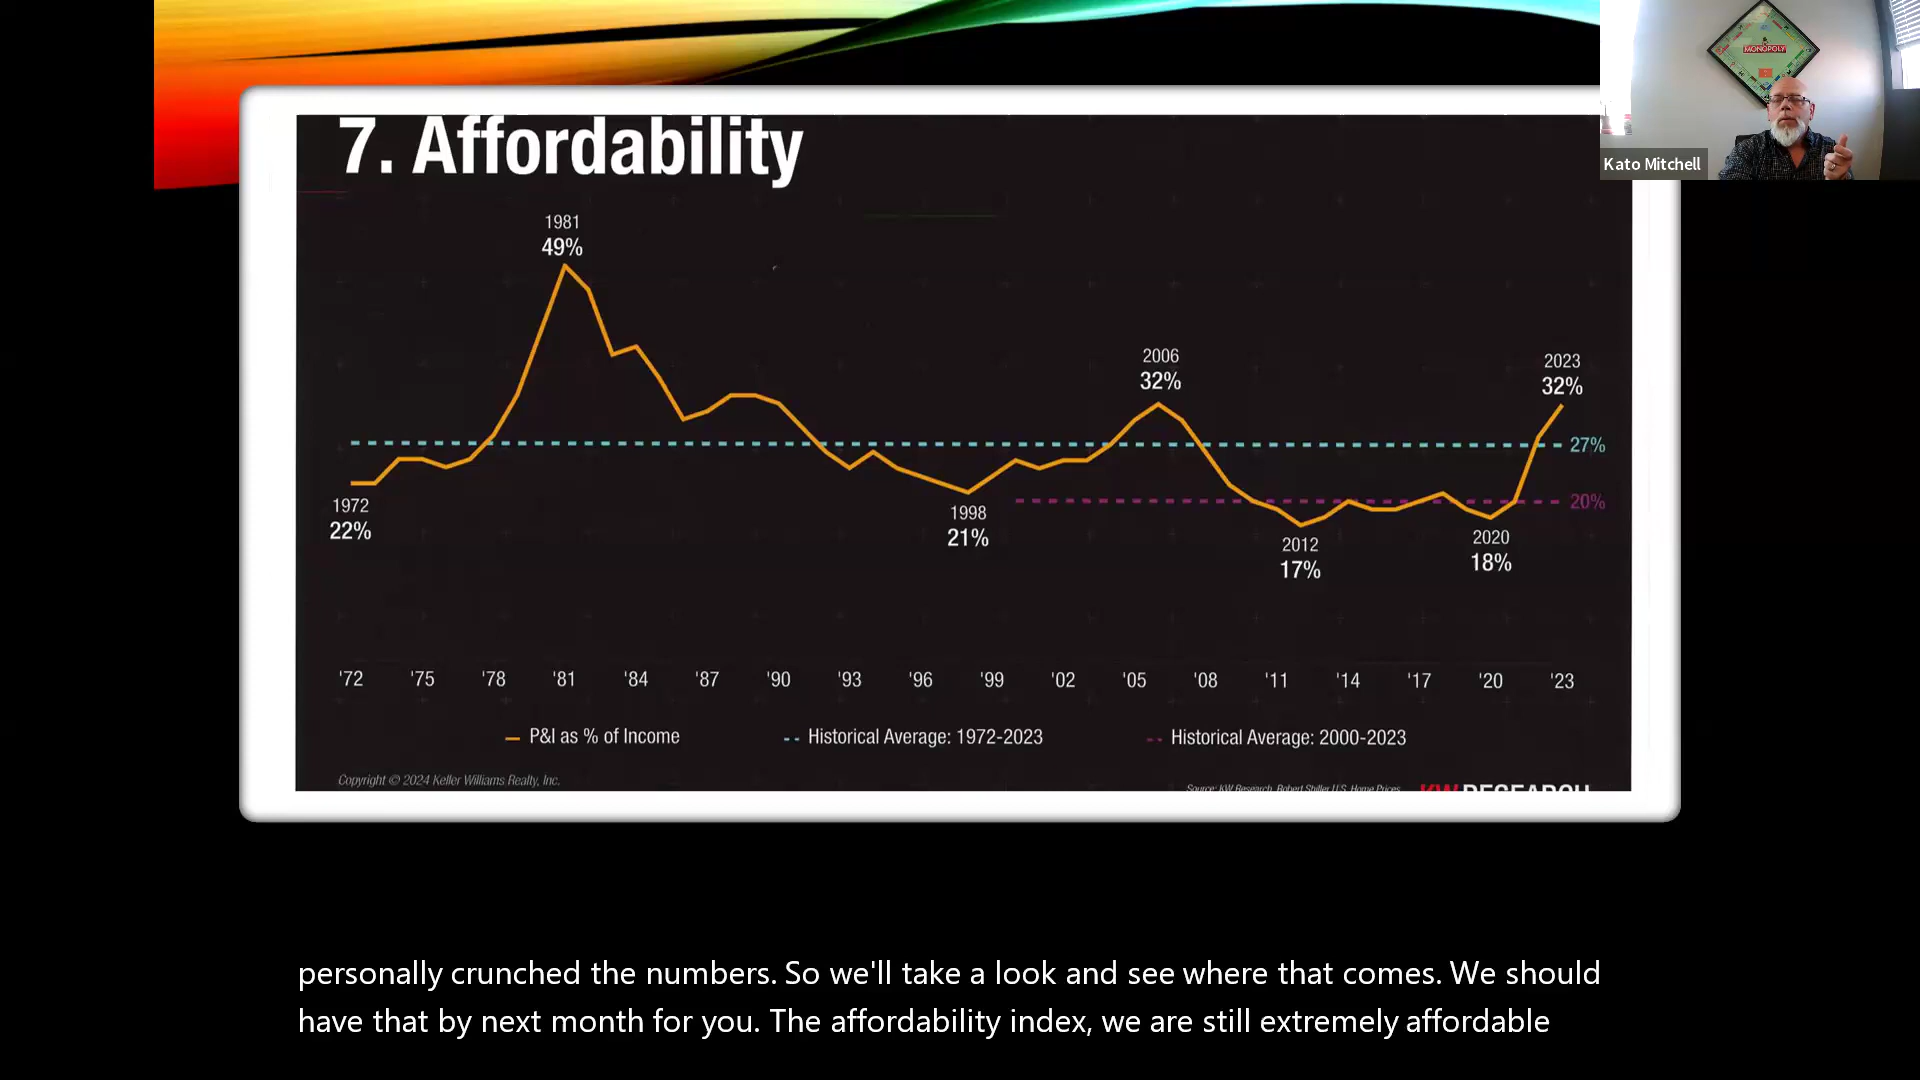 7. Affordability
MONOPOLY
Kato Mitchell
1981
49%
2006
32%
2023
32%
27%
20%
1972
22%
1998
21%
2012
17%
2020
18%
'72 '75 '78 '81 '84 '87 '90 '93 '96 '99 '02 '05 '08 '11 '14 '17 '20 '23
P&I as % of Income Historical Average: 1972-2023 Historical Average: 2000-2023
Copyright © 2024 Keller Williams Realty, Inc.
Source: KW Research, Robert Shiller U.S. Home Prices
KW RESEARCH
personally crunched the numbers. So we'll take a look and see where that comes. We should
have that by next month for you. The affordability index, we are still extremely affordable